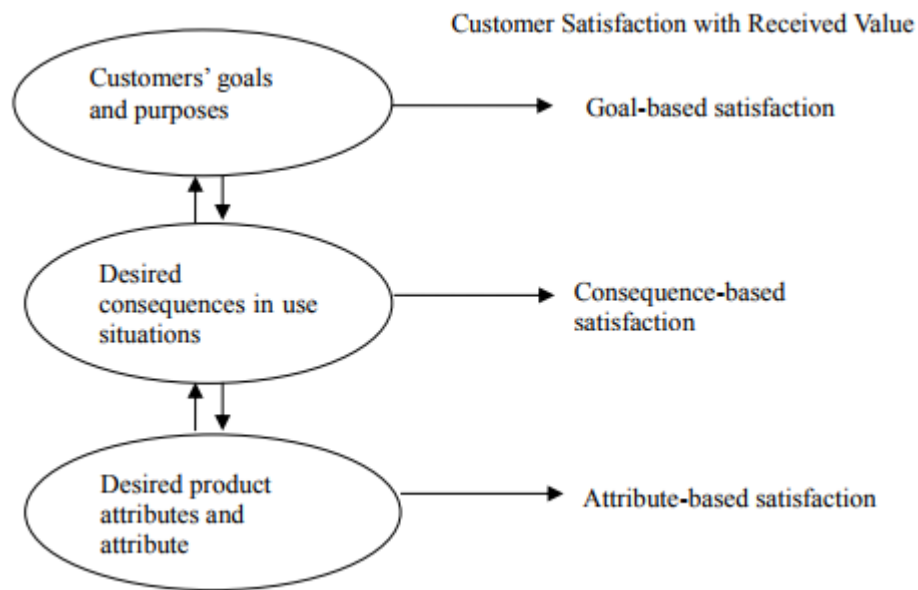 Customer Satisfaction with Received Value
Customers’ goals
and purposes
Goal-based satisfaction
Desired
consequences in use
situations
Consequence-based
satisfaction
Desired product
attributes and
attribute
Attribute-based satisfaction